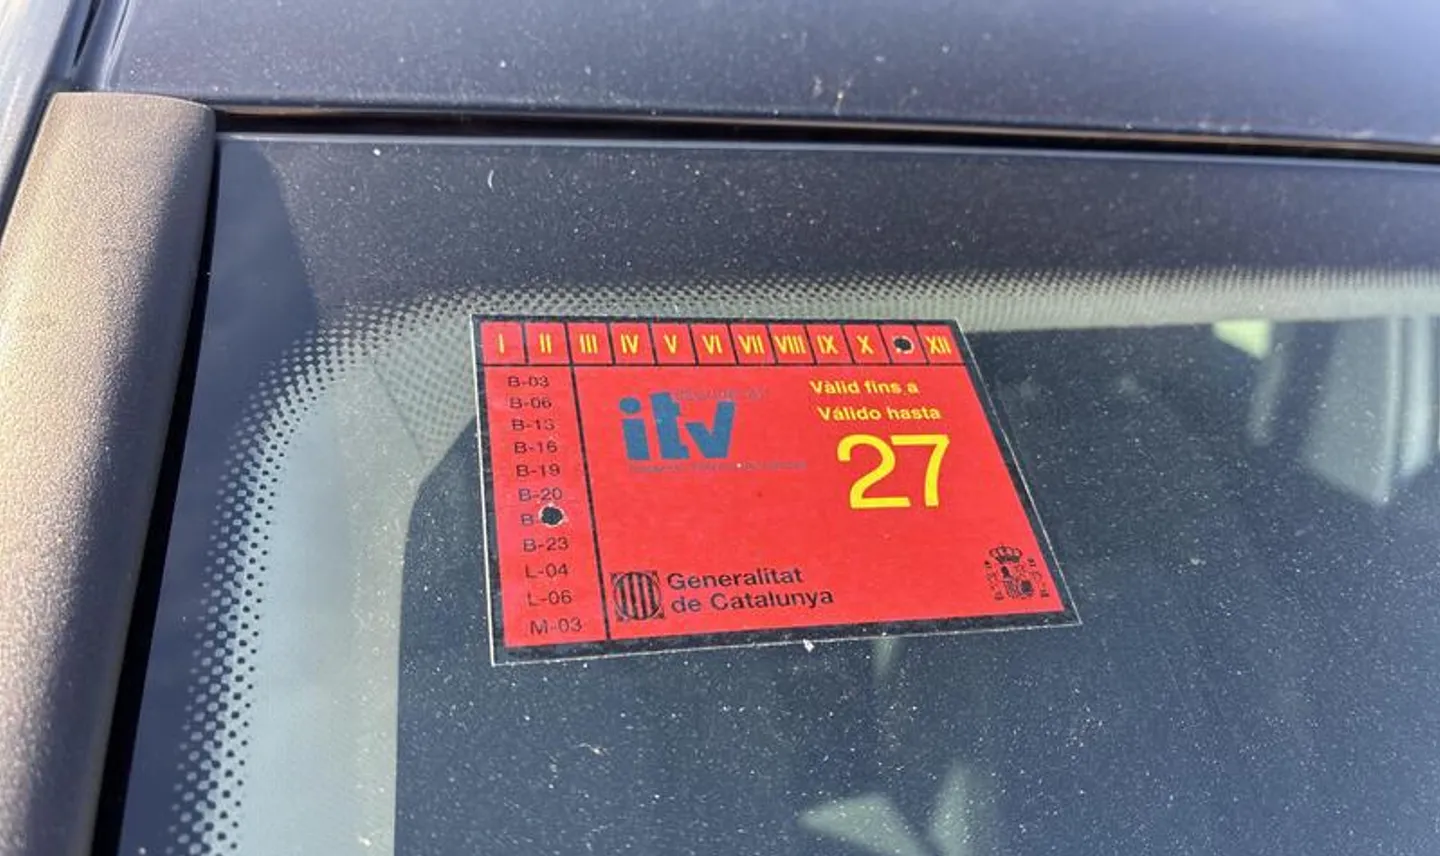 I II III IV V VI VII VIII IX X XII
B-03
B-06
B-13
B-16
B-19
B-20
B-
B-23
L-04
L-06
M-03
itv
Vàlid fins a
Válido hasta
27
Generalitat
de Catalunya